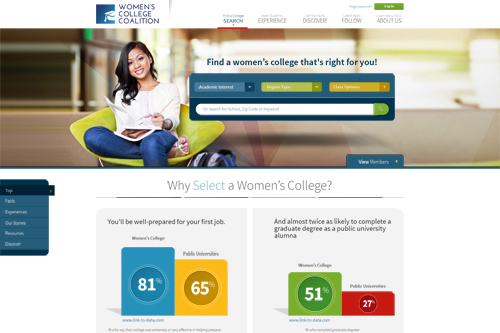 WOMEN'S
COLLEGE
COALITION
SEARCH
EXPERIENCE
DISCOVER!
FOLLOW
ABOUT US
Find a women's college that's right for you!
Academic Interest
Region Type
Class Options
Or Search for School, Zip Code or Keyword
View Members
Top
Facts
Experiences
Our Stories
Resources
Discover
Why Select a Women's College?
You'll be well-prepared for your first job.
Women's College
Public Universities
81%
65%
www.link-to-data.com
And almost twice as likely to complete a
graduate degree as a public university
alumna
Women's College
Public Universities
51%
27%
www.link-to-data.com